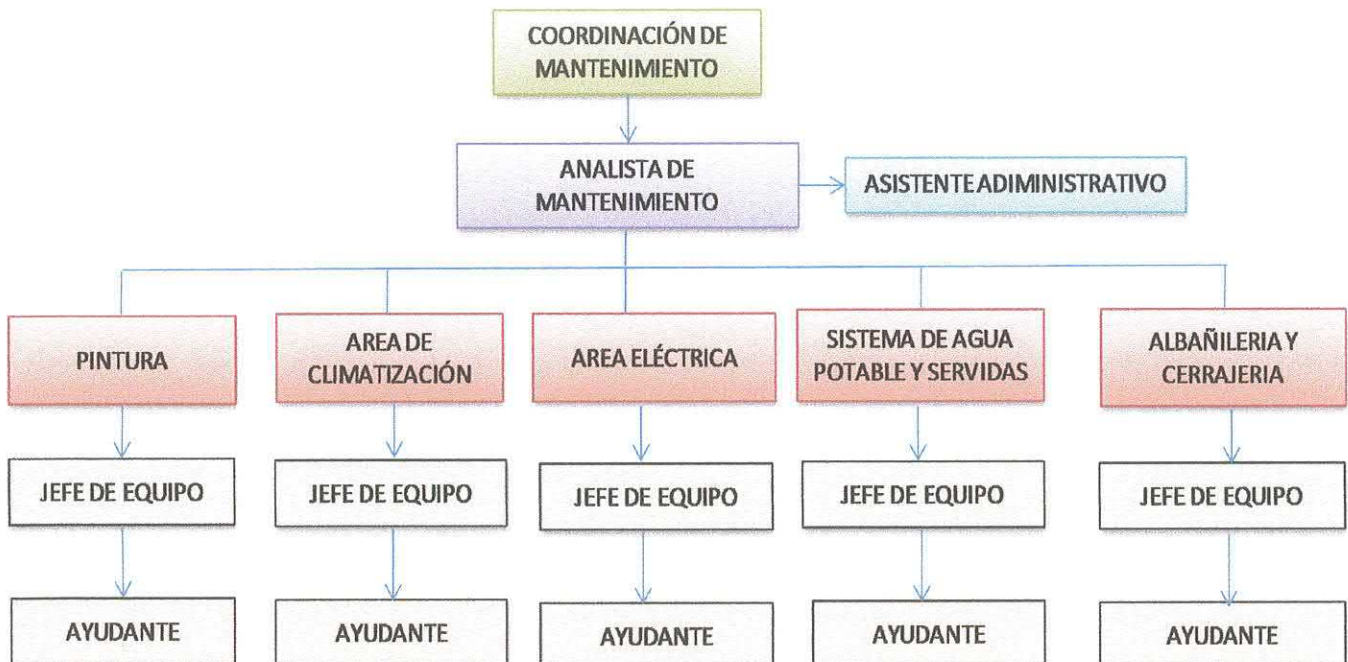 COORDINACIÓN DE
MANTENIMIENTO
ANALISTA DE
MANTENIMIENTO
ASISTENTE ADIMINISTRATIVO
PINTURA
AREA DE
CLIMATIZACIÓN
AREA ELÉCTRICA
SISTEMA DE AGUA
POTABLE Y SERVIDAS
ALBAÑILERIA Y
CERRAJERIA
JEFE DE EQUIPO
JEFE DE EQUIPO
JEFE DE EQUIPO
JEFE DE EQUIPO
JEFE DE EQUIPO
AYUDANTE
AYUDANTE
AYUDANTE
AYUDANTE
AYUDANTE